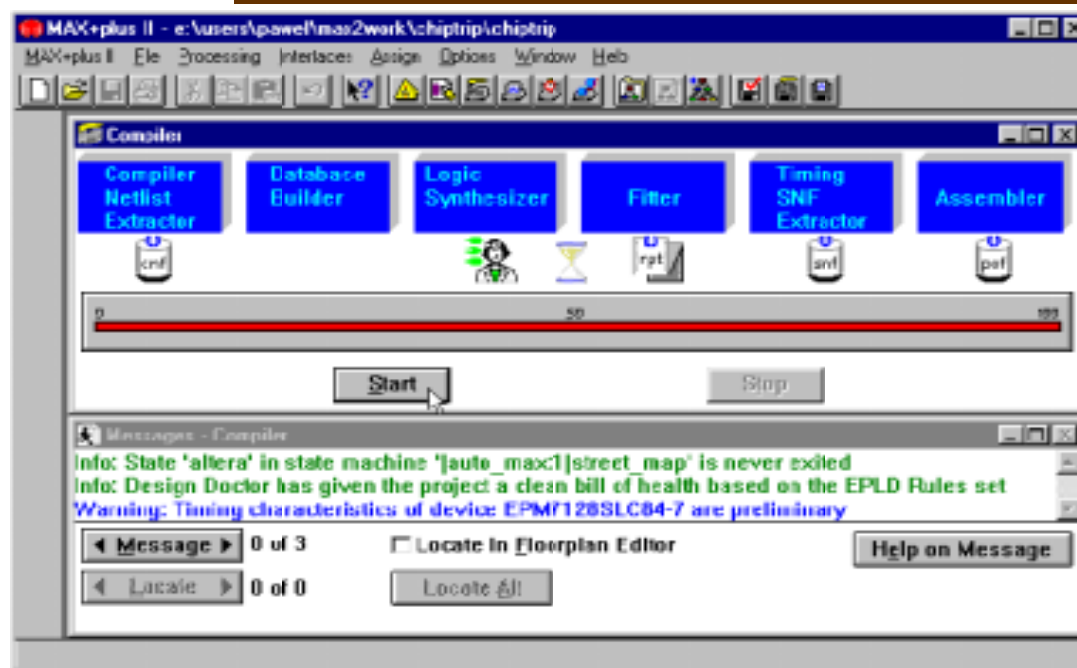 MAX+plus II - e:\users\pawel\max2work\chiptrip\chiptrip
MAX+plus II File Processing Interfaces Assign Options Window Help
Compiler
Compiler Netlist Extractor
Database Builder
Logic Synthesizer
Fitter
Timing SNF Extractor
Assembler
cnf
rpt
snf
pof
0 50 100
Start Stop
Messages - Compiler
Info: State 'altera' in state machine '|auto_max:1|street_map' is never exited
Info: Design Doctor has given the project a clean bill of health based on the EPLD Rules set
Warning: Timing characteristics of device EPM7128SLC84-7 are preliminary
Message 0 of 3 Locate in Floorplan Editor Help on Message
Locate 0 of 0 Locate All